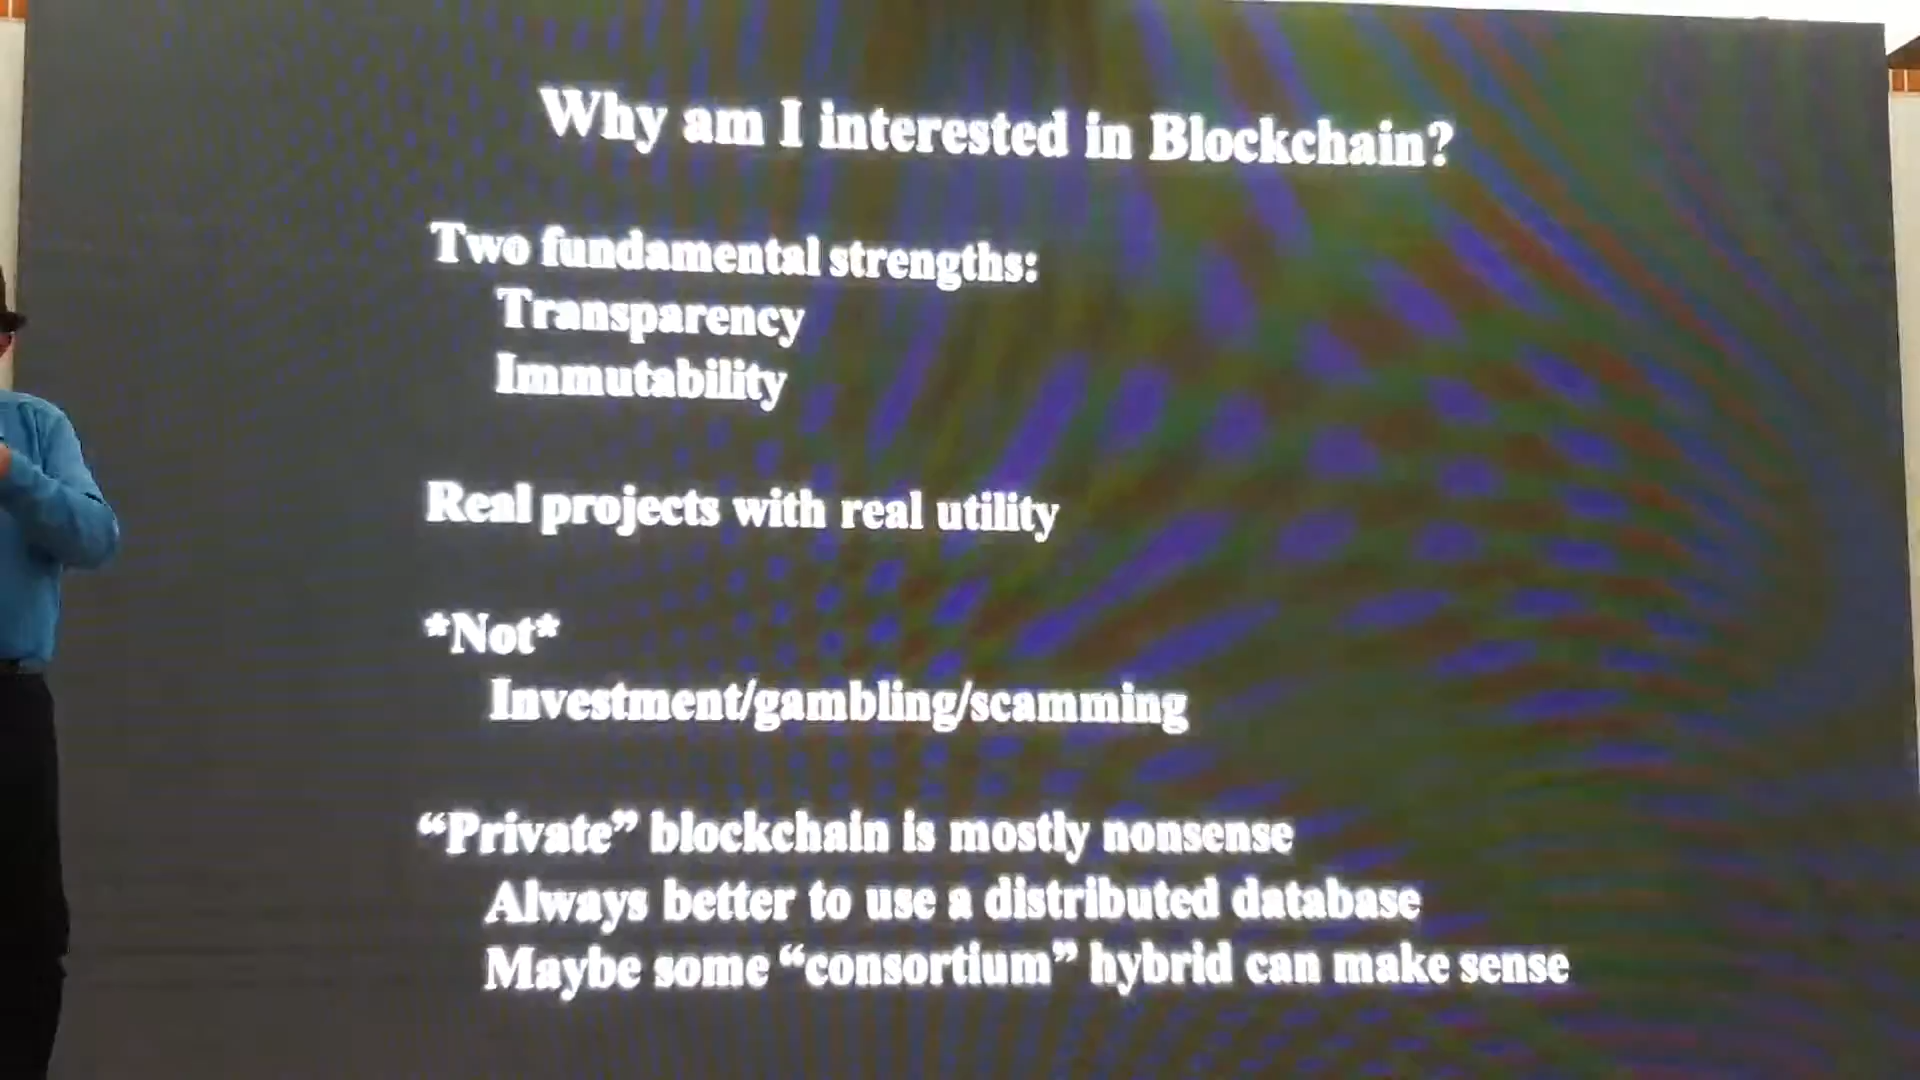 Why am I interested in Blockchain?
Two fundamental strengths:
Transparency
Immutability
Real projects with real utility
*Not*
Investment/gambling/scamming
“Private” blockchain is mostly nonsense
Always better to use a distributed database
Maybe some “consortium” hybrid can make sense